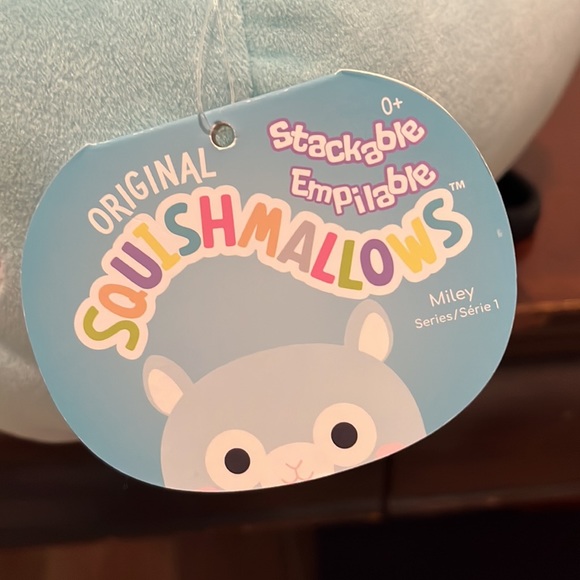 0+
Stackable
Empilable
ORIGINAL
SQUISHMALLOWS™
Miley
Series/Série 1